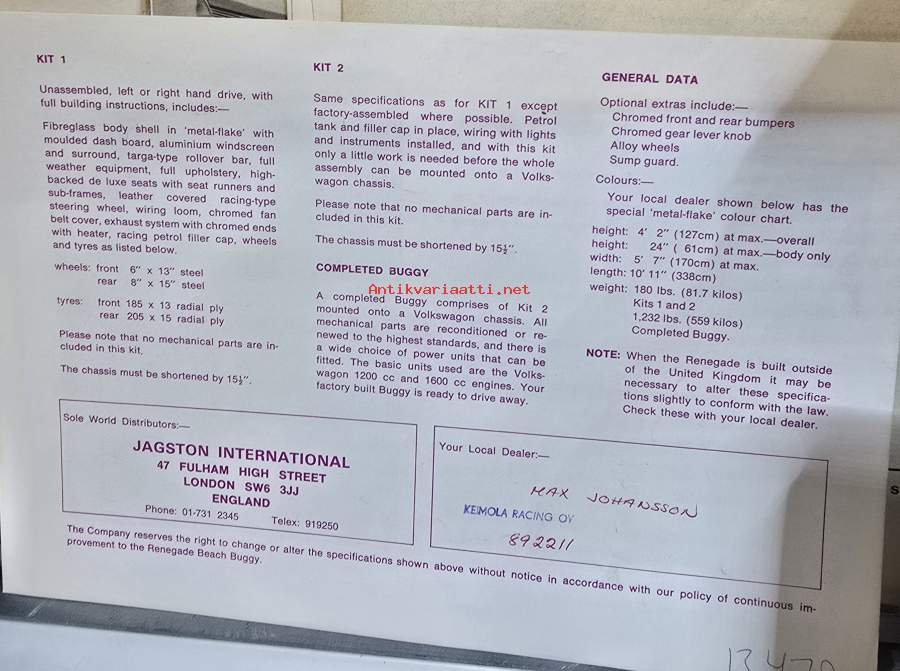 KIT 1
Unassembled, left or right hand drive, with
full building instructions, includes:—
Fibreglass body shell in 'metal-flake' with
moulded dash board, aluminium windscreen
and surround, targa-type rollover bar, full
weather equipment, full upholstery, high-
backed de luxe seats with seat runners and
sub-frames, leather covered racing-type
steering wheel, wiring loom, chromed fan
belt cover, exhaust system with chromed ends
with heater, racing petrol filler cap, wheels
and tyres as listed below.
wheels: front 6" x 13" steel
rear 8" x 15" steel
tyres: front 185 x 13 radial ply
rear 205 x 15 radial ply
Please note that no mechanical parts are in-
cluded in this kit.
The chassis must be shortened by 15½".
KIT 2
Same specifications as for KIT 1 except
factory-assembled where possible. Petrol
tank and filler cap in place, wiring with lights
and instruments installed, and with this kit
only a little work is needed before the whole
assembly can be mounted onto a Volks-
wagon chassis.
Please note that no mechanical parts are in-
cluded in this kit.
The chassis must be shortened by 15½".
COMPLETED BUGGY
Antikvariaatti.net
A completed Buggy comprises of Kit 2
mounted onto a Volkswagon chassis. All
mechanical parts are reconditioned or re-
newed to the highest standards, and there is
a wide choice of power units that can be
fitted. The basic units used are the Volks-
wagon 1200 cc and 1600 cc engines. Your
factory built Buggy is ready to drive away.
GENERAL DATA
Optional extras include:—
Chromed front and rear bumpers
Chromed gear lever knob
Alloy wheels
Sump guard.
Colours:—
Your local dealer shown below has the
special 'metal-flake' colour chart.
height: 4' 2" (127cm) at max.—overall
height: 24" ( 61cm) at max.—body only
width: 5' 7" (170cm) at max.
length: 10' 11" (338cm)
weight: 180 lbs. (81.7 kilos)
Kits 1 and 2
1,232 lbs. (559 kilos)
Completed Buggy.
NOTE: When the Renegade is built outside
of the United Kingdom it may be
necessary to alter these specifica-
tions slightly to conform with the law.
Check these with your local dealer.
Sole World Distributors:—
JAGSTON INTERNATIONAL
47 FULHAM HIGH STREET
LONDON SW6 3JJ
ENGLAND
Phone: 01-731 2345 Telex: 919250
Your Local Dealer:—
MAX JOHANSSON
KEIMOLA RACING OY
892211
The Company reserves the right to change or alter the specifications shown above without notice in accordance with our policy of continuous im-
provement to the Renegade Beach Buggy.